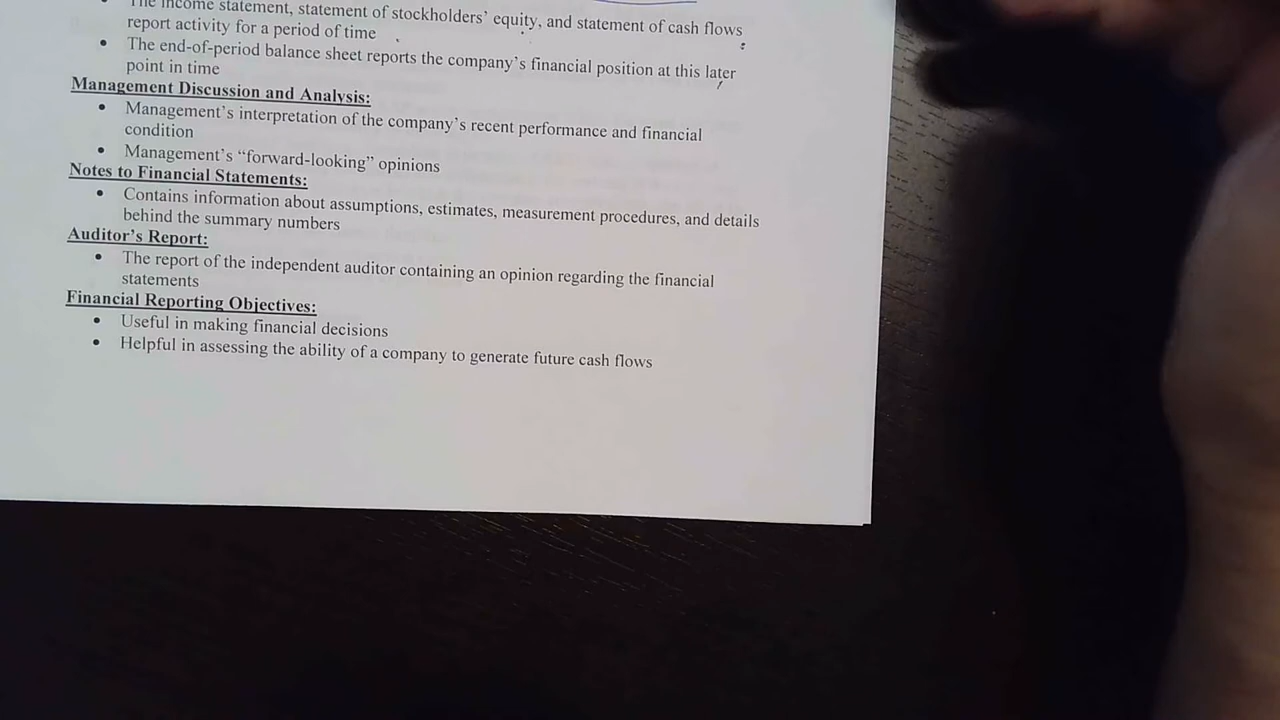 The income statement, statement of stockholders' equity, and statement of cash flows
report activity for a period of time
• The end-of-period balance sheet reports the company's financial position at this later
point in time
Management Discussion and Analysis:
• Management's interpretation of the company's recent performance and financial
condition
• Management's “forward-looking” opinions
Notes to Financial Statements:
• Contains information about assumptions, estimates, measurement procedures, and details
behind the summary numbers
Auditor's Report:
• The report of the independent auditor containing an opinion regarding the financial
statements
Financial Reporting Objectives:
• Useful in making financial decisions
• Helpful in assessing the ability of a company to generate future cash flows